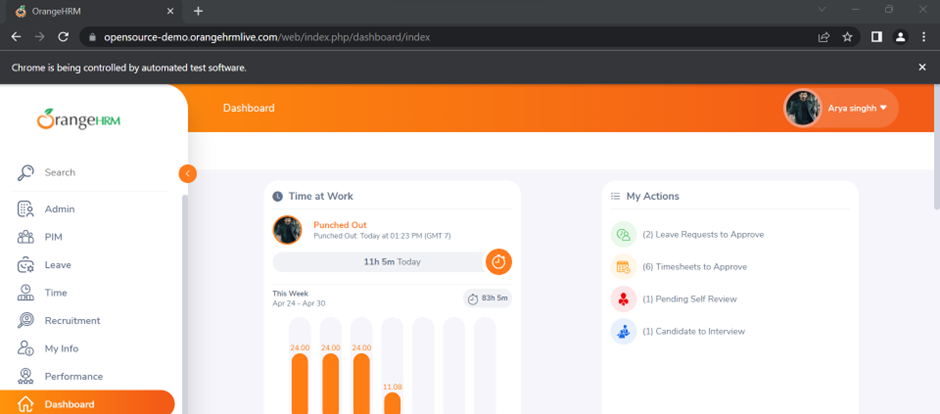 OrangeHRM
opensource-demo.orangehrmlive.com/web/index.php/dashboard/index
Chrome is being controlled by automated test software.
OrangeHRM
Dashboard
Arya singhh
Search
Admin
PIM
Leave
Time
Recruitment
My Info
Performance
Dashboard
Time at Work
Punched Out
Punched Out: Today at 01:23 PM (GMT 7)
11h 5m Today
This Week
Apr 24 - Apr 30
83h 5m
24.00 24.00 24.00
11.08
My Actions
(2) Leave Requests to Approve
(6) Timesheets to Approve
(1) Pending Self Review
(1) Candidate to Interview